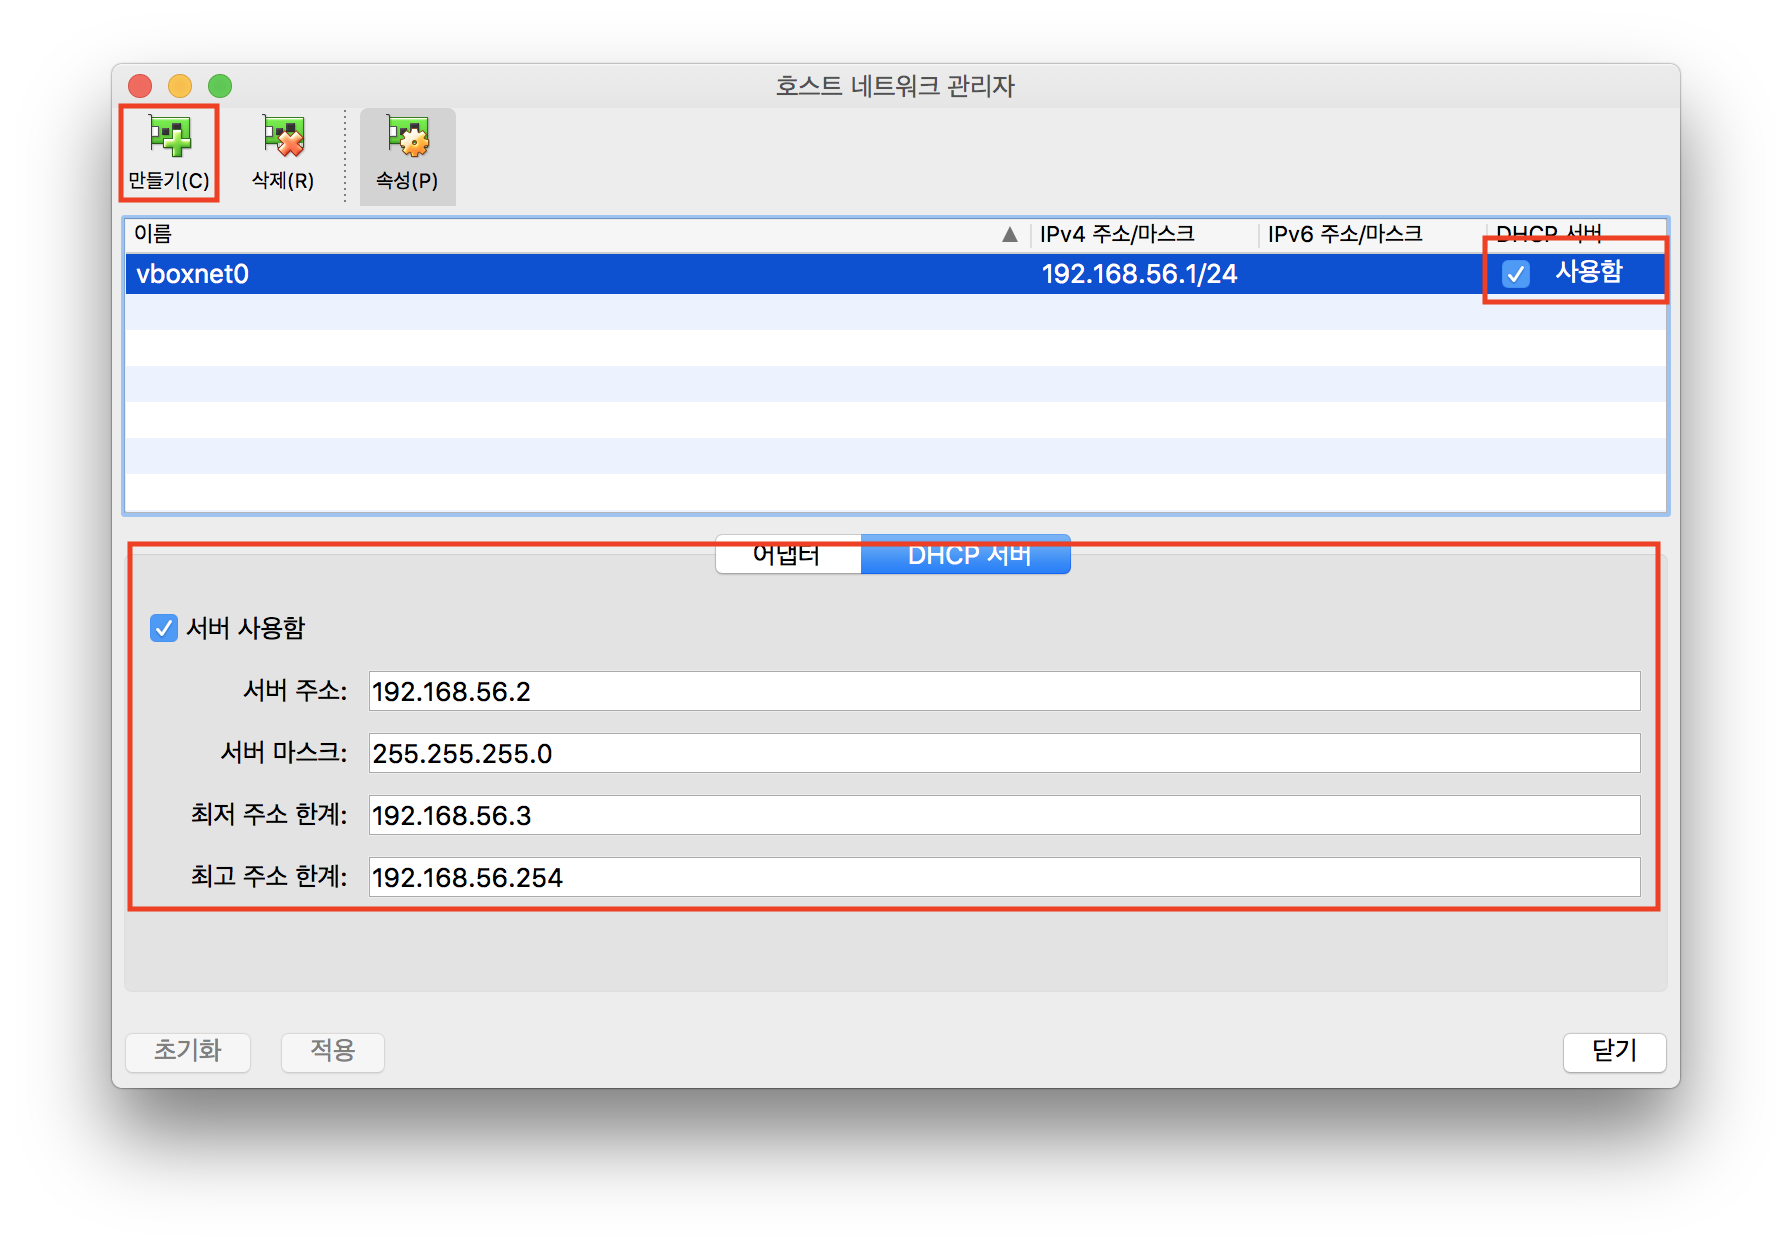 호스트 네트워크 관리자
만들기(C) 삭제(R) 속성(P)
이름 IPv4 주소/마스크 IPv6 주소/마스크 DHCP 서버
vboxnet0 192.168.56.1/24 사용함
어댑터 DHCP 서버
서버 사용함
서버 주소: 192.168.56.2
서버 마스크: 255.255.255.0
최저 주소 한계: 192.168.56.3
최고 주소 한계: 192.168.56.254
초기화 적용 닫기